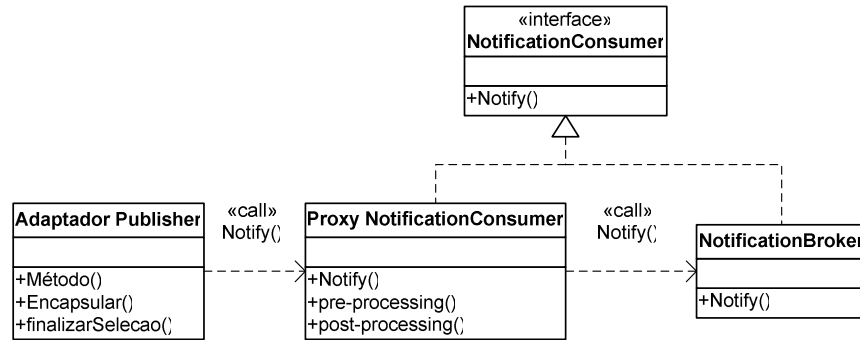 «interface»
NotificationConsumer
+Notify()
Adaptador Publisher
+Método()
+Encapsular()
+finalizarSelecao()
«call»
Notify()
Proxy NotificationConsumer
+Notify()
+pre-processing()
+post-processing()
«call»
Notify()
NotificationBroker
+Notify()